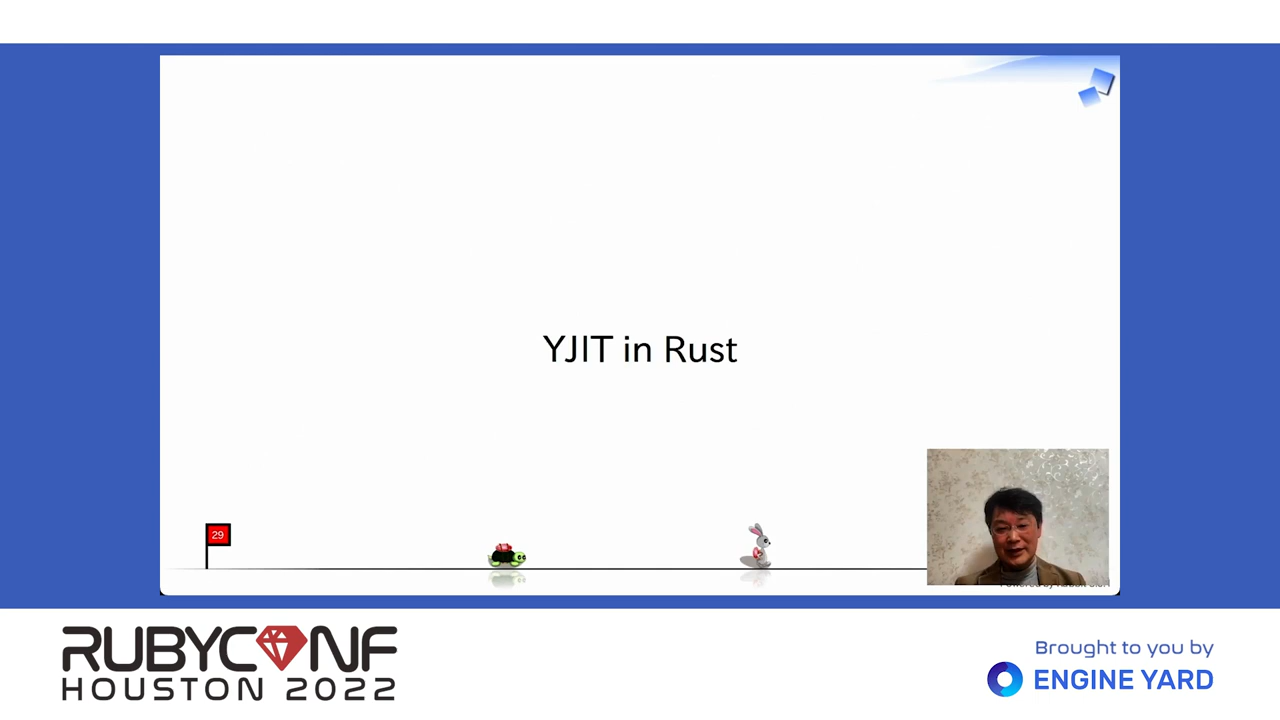 YJIT in Rust
29
RUBYCONF
HOUSTON 2022
Brought to you by
ENGINE YARD